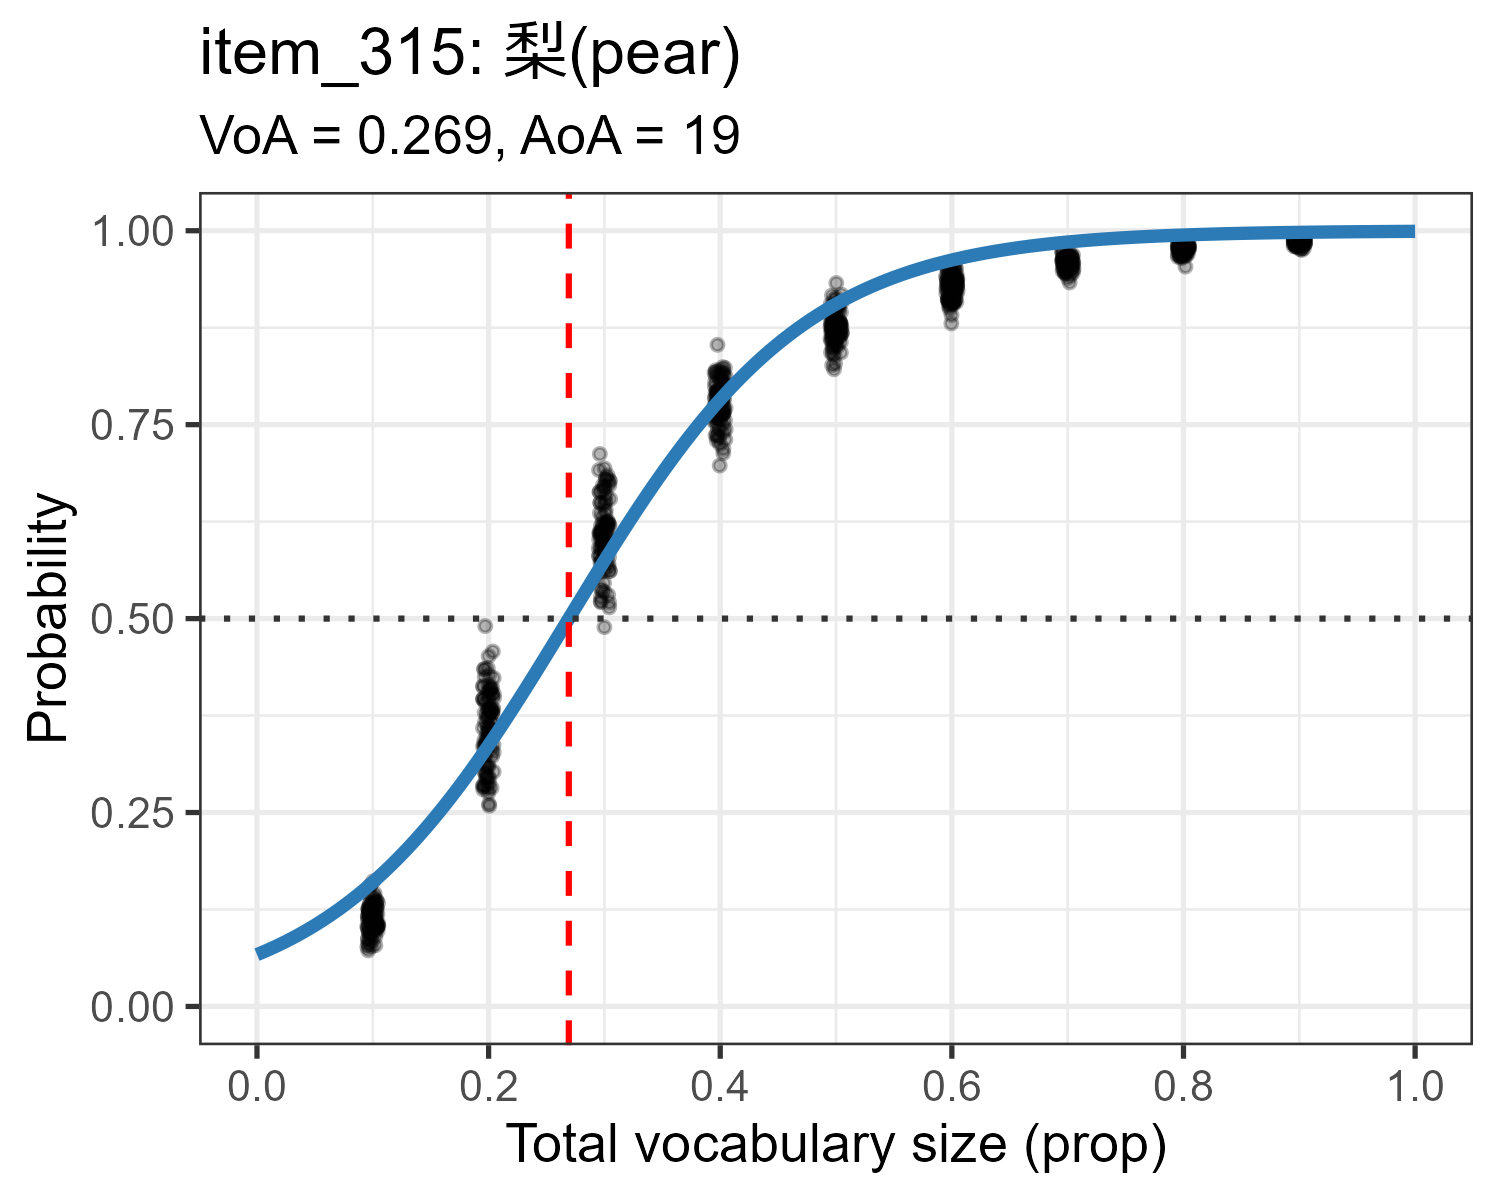 item_315: 梨(pear)
VoA = 0.269, AoA = 19
Probability
1.00
0.75
0.50
0.25
0.00
0.0 0.2 0.4 0.6 0.8 1.0
Total vocabulary size (prop)